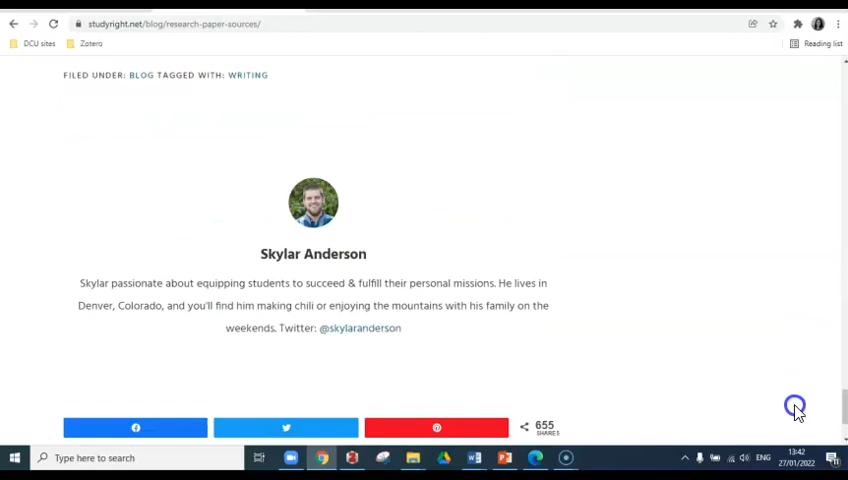 studyright.net/blog/research-paper-sources/
DCU sites Zotero Reading list
FILED UNDER: BLOG TAGGED WITH: WRITING
Skylar Anderson
Skylar passionate about equipping students to succeed & fulfill their personal missions. He lives in
Denver, Colorado, and you'll find him making chili or enjoying the mountains with his family on the
weekends. Twitter: @skylaranderson
655
SHARES
Type here to search
ENG
13:42
27/01/2022